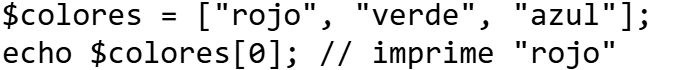 $colores = ["rojo", "verde", "azul"];
echo $colores[0]; // imprime "rojo"